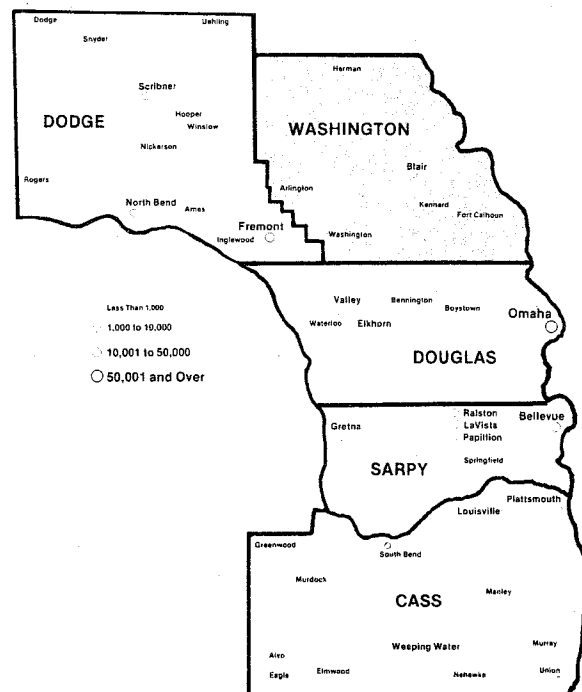 Dodge
Uehling
Snyder
Scribner
Hooper
DODGE
Winslow
Nickerson
Rogers
North Bend
Ames
Fremont
Inglewood
Herman
WASHINGTON
Blair
Arlington
Kennard
Fort Calhoun
Washington
Less Than 1,000
1,000 to 10,000
10,001 to 50,000
50,001 and Over
Valley
Bennington
Boystown
Omaha
Waterloo
Elkhorn
DOUGLAS
Gretna
Ralston
Bellevue
LaVista
Papillion
Springfield
SARPY
Plattsmouth
Louisville
Greenwood
South Bend
Murdock
Manley
CASS
Weeping Water
Murray
Alvo
Eagle
Elmwood
Nehawka
Union